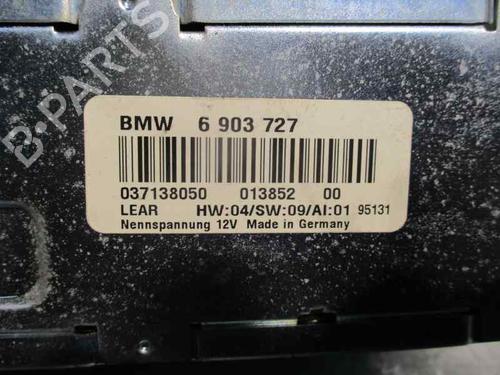 B-PARTS
BMW 6 903 727
037138050 013852 00
LEAR HW:04/SW:09/AI:01 95131
Nennspannung 12V Made in Germany